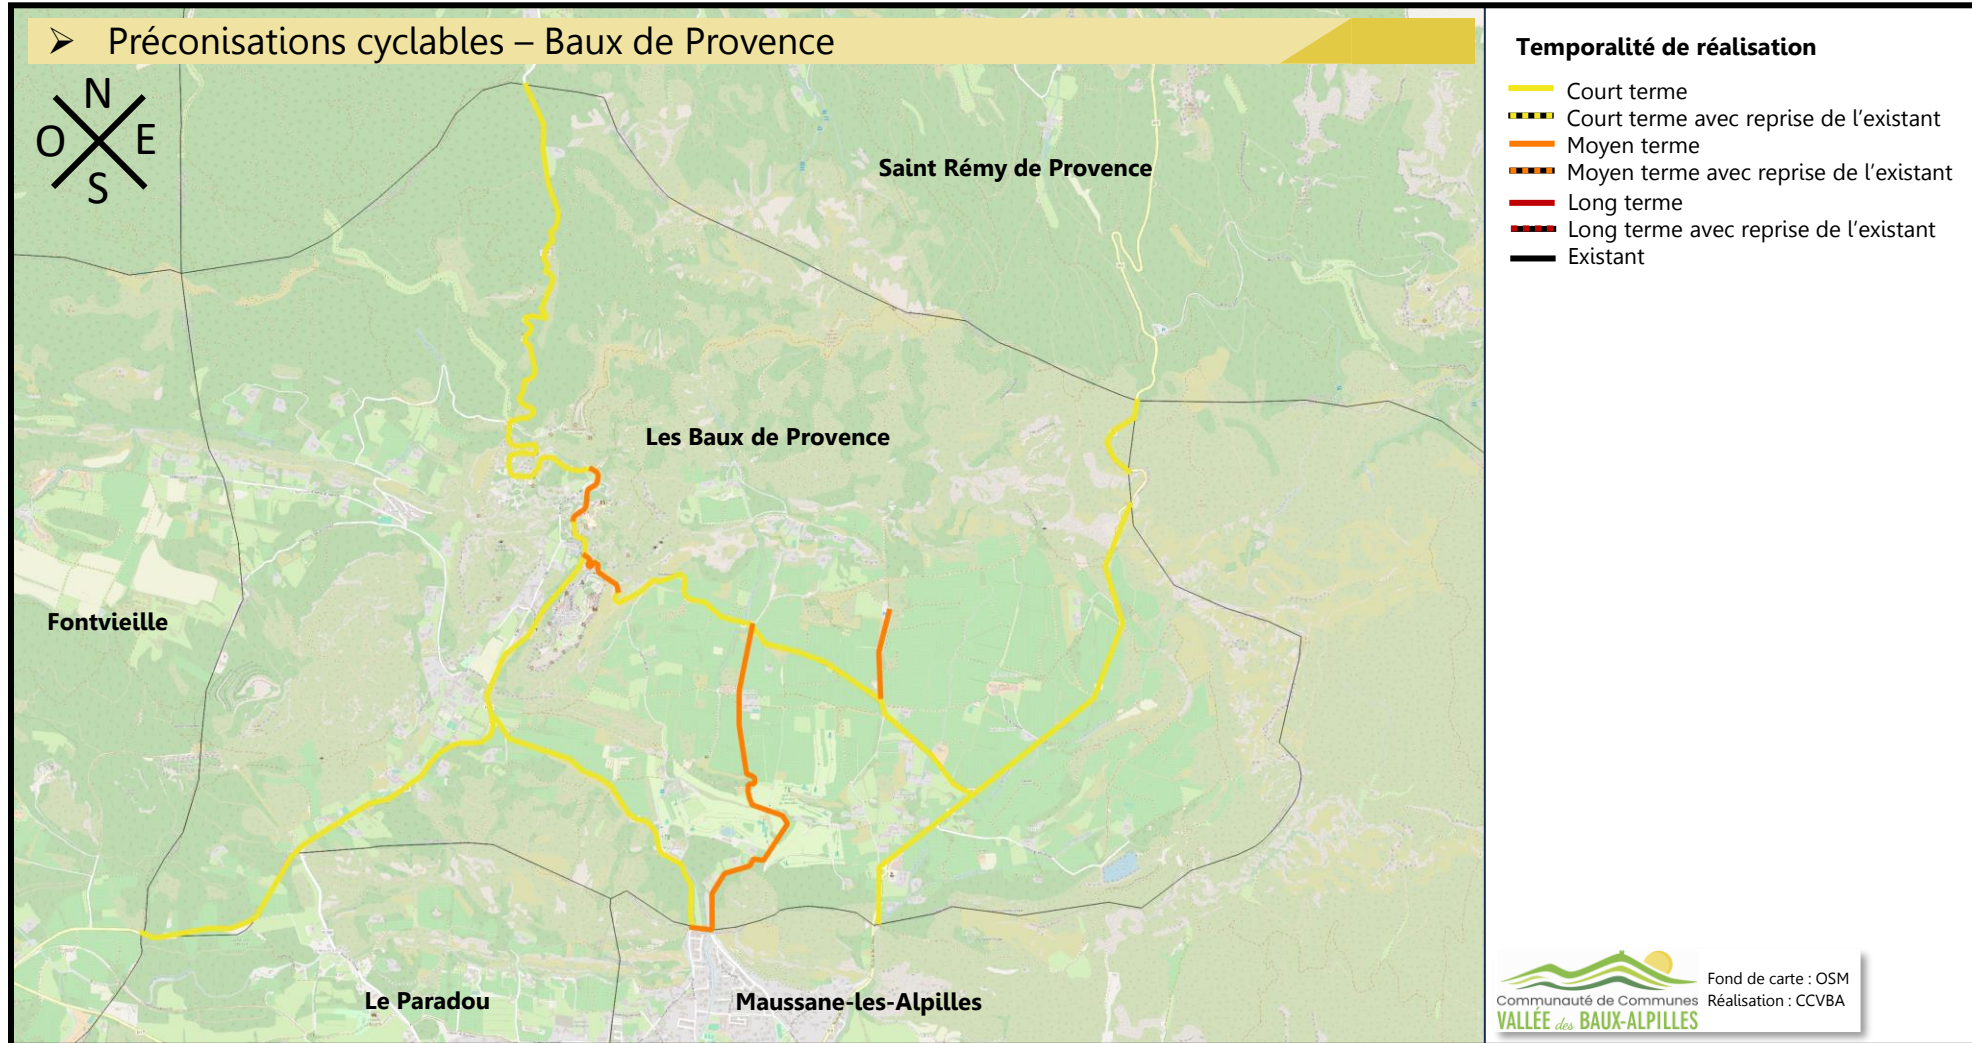 ➢ Préconisations cyclables – Baux de Provence
N
O E
S
Saint Rémy de Provence
Les Baux de Provence
Fontvieille
Le Paradou
Maussane-les-Alpilles
Temporalité de réalisation
Court terme
Court terme avec reprise de l’existant
Moyen terme
Moyen terme avec reprise de l’existant
Long terme
Long terme avec reprise de l’existant
Existant
Communauté de Communes
VALLÉE des BAUX-ALPILLES
Fond de carte : OSM
Réalisation : CCVBA